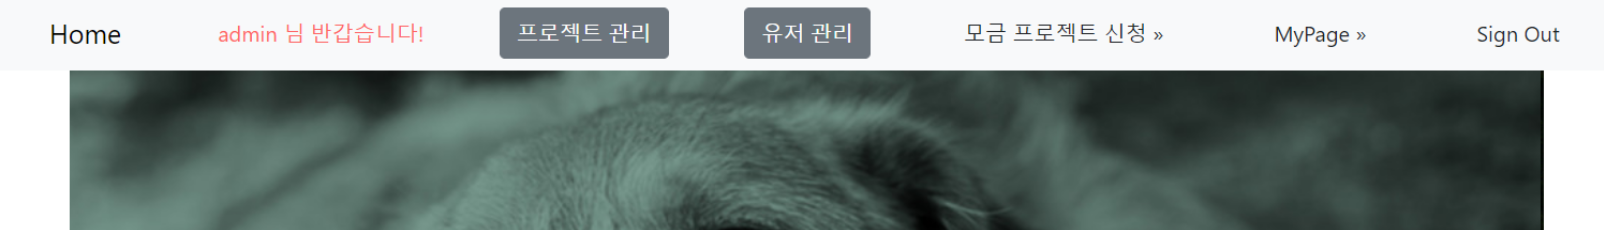 Home admin 님 반갑습니다! 프로젝트 관리 유저 관리 모금 프로젝트 신청 » MyPage » Sign Out